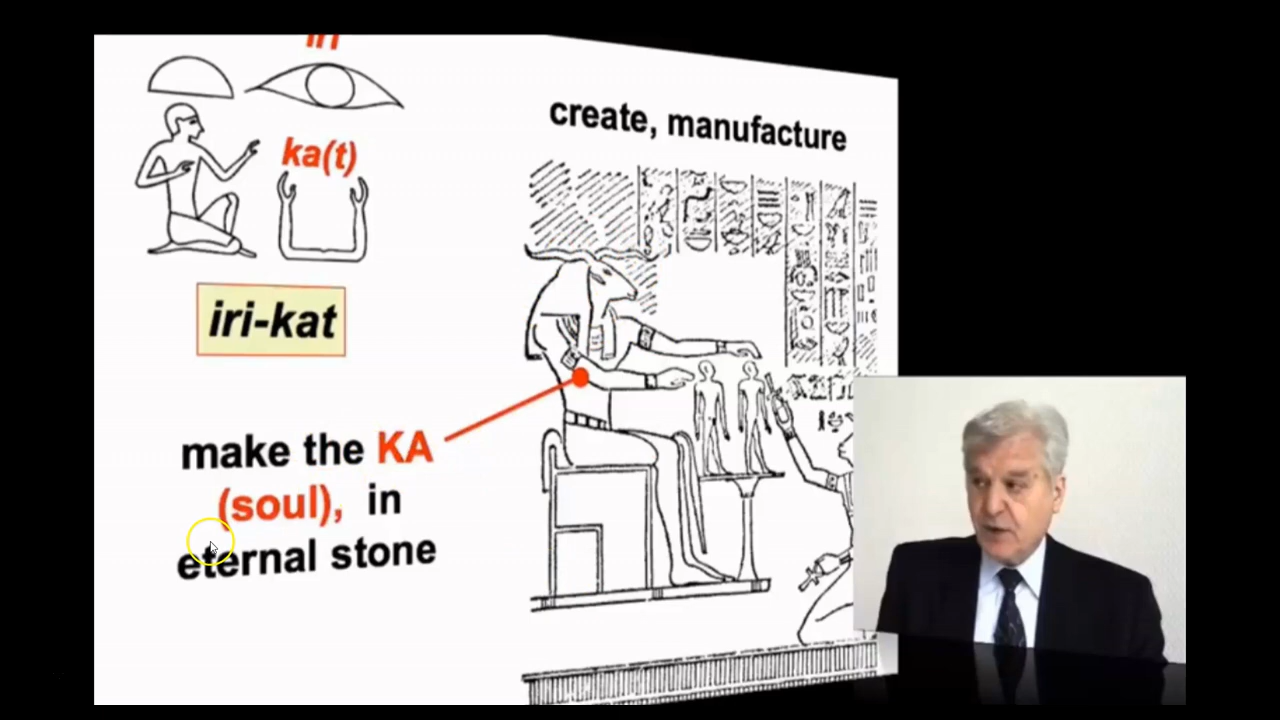 iri
create, manufacture
ka(t)
iri-kat
make the KA
(soul), in
eternal stone